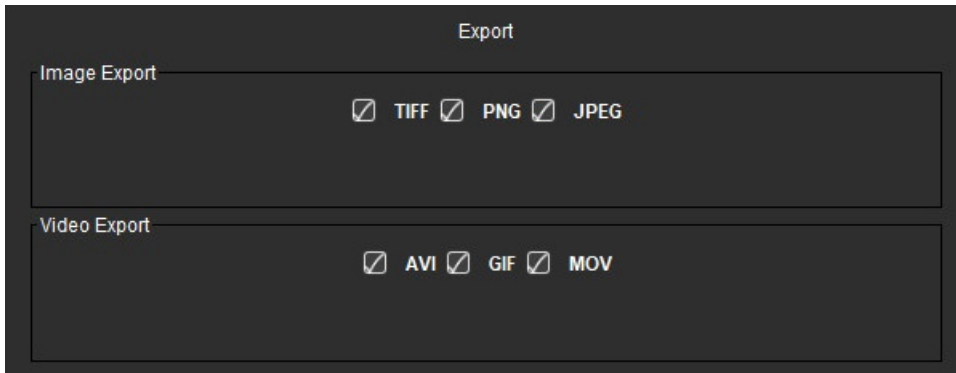 Export
Image Export
TIFF PNG JPEG
Video Export
AVI GIF MOV